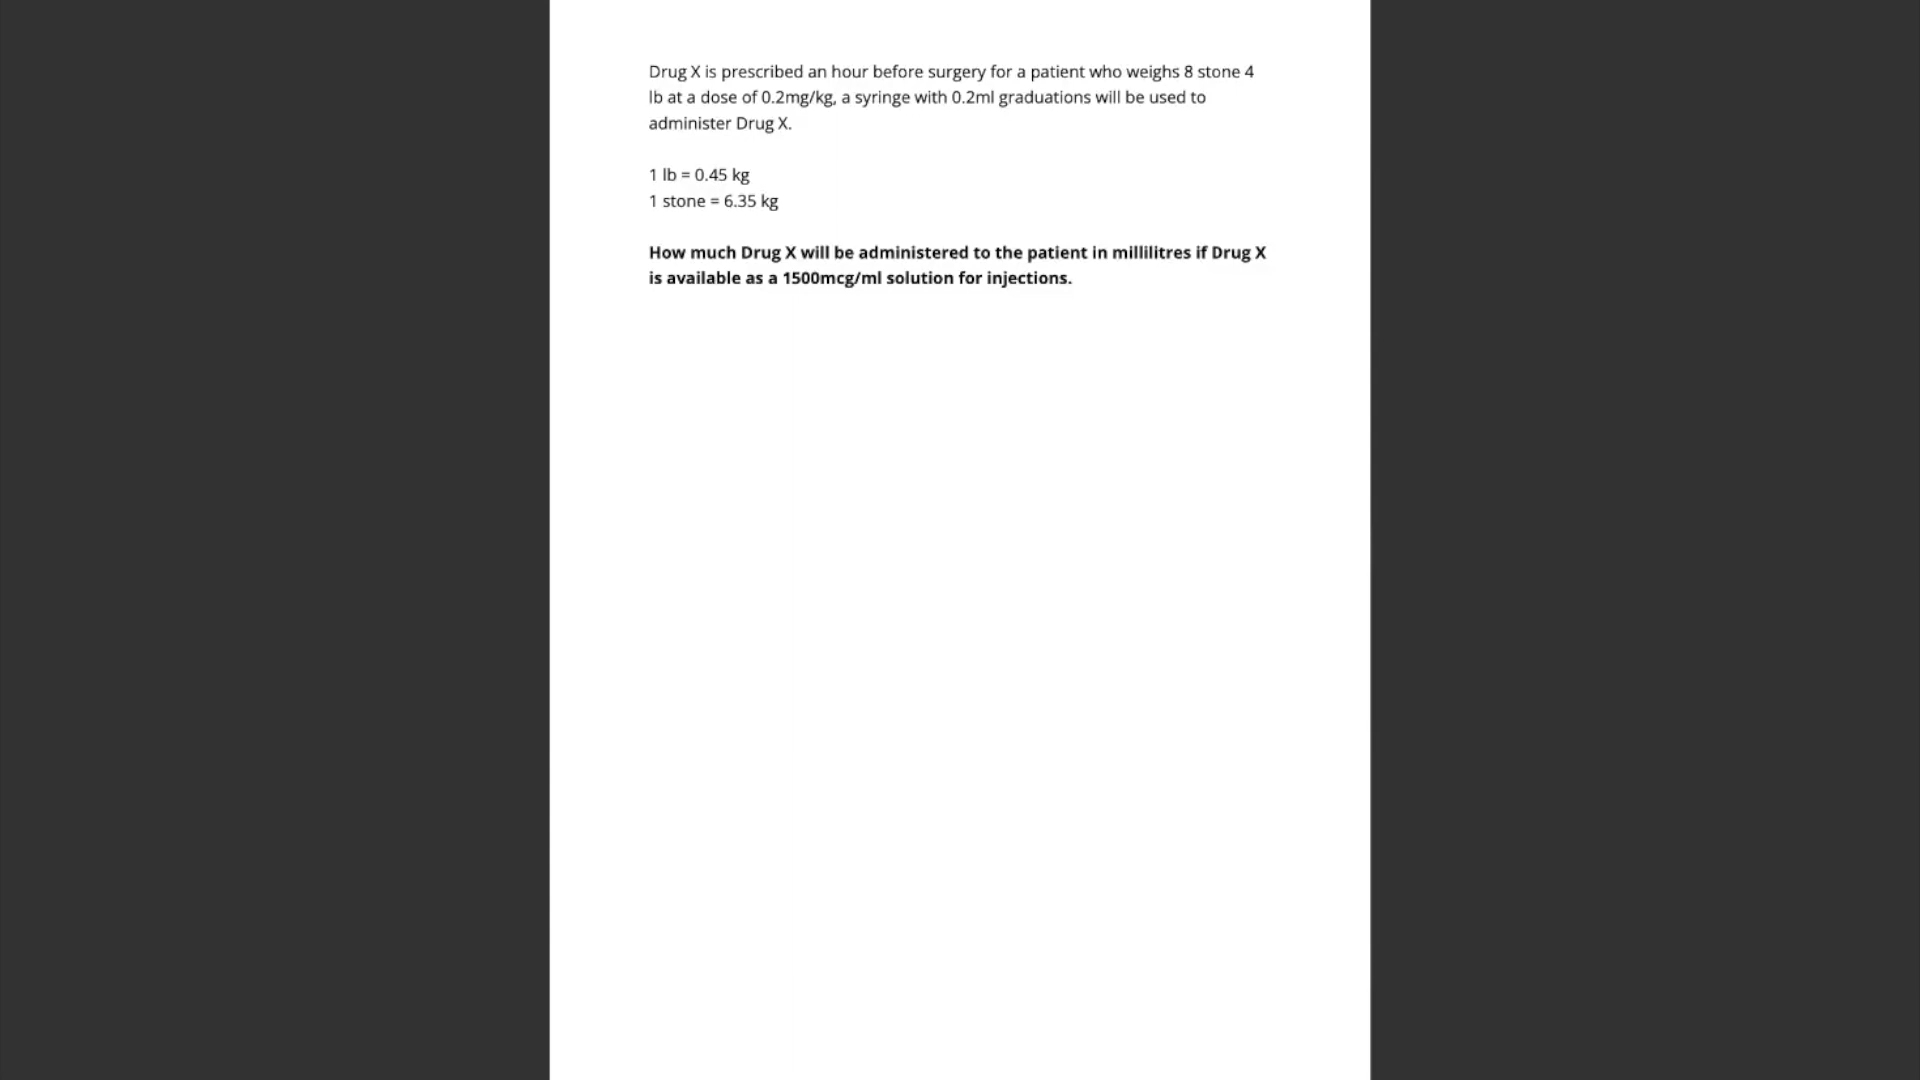 Drug X is prescribed an hour before surgery for a patient who weighs 8 stone 4
lb at a dose of 0.2mg/kg, a syringe with 0.2ml graduations will be used to
administer Drug X.
1 lb = 0.45 kg
1 stone = 6.35 kg
How much Drug X will be administered to the patient in millilitres if Drug X
is available as a 1500mcg/ml solution for injections.